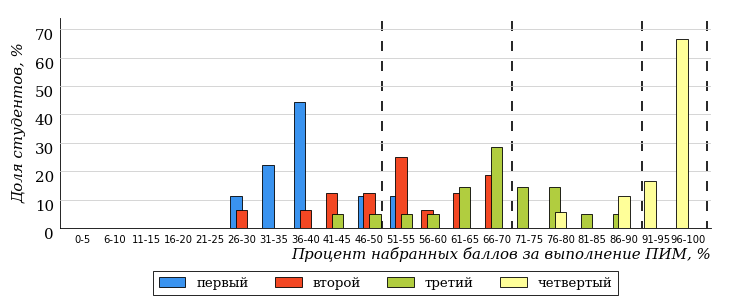 Доля студентов, %
70
60
50
40
30
20
10
0
0-5 6-10 11-15 16-20 21-25 26-30 31-35 36-40 41-45 46-50 51-55 56-60 61-65 66-70 71-75 76-80 81-85 86-90 91-95 96-100
Процент набранных баллов за выполнение ПИМ, %
первый второй третий четвертый